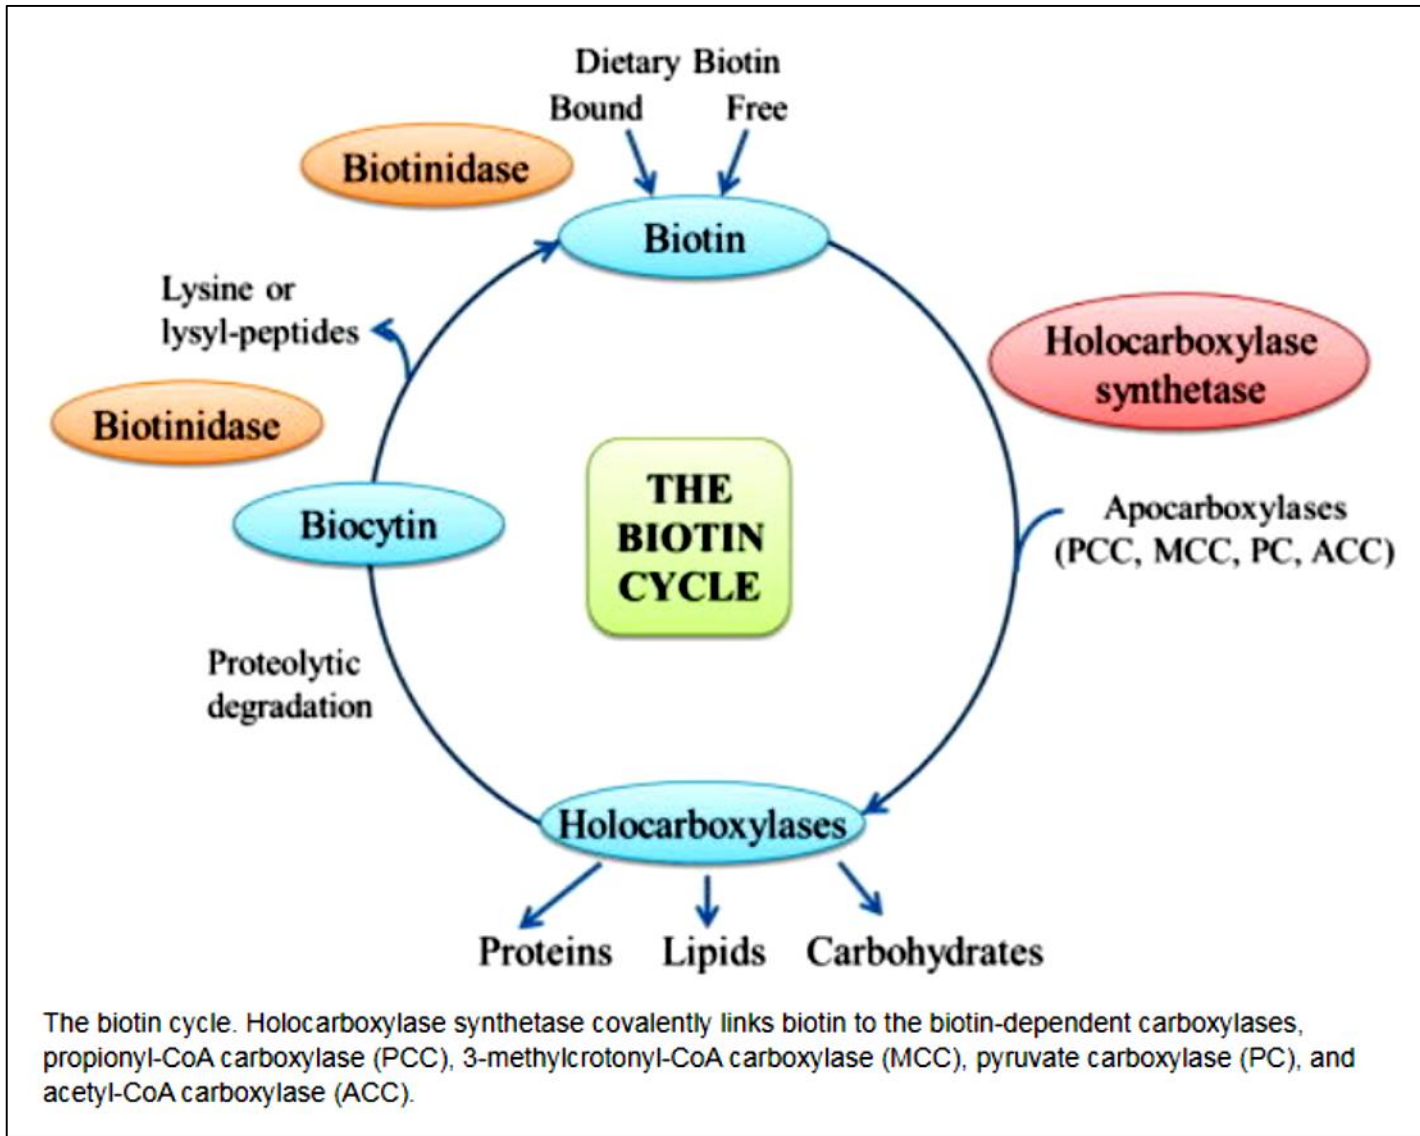 Dietary Biotin
Bound Free
Biotinidase
Biotin
Lysine or
lysyl-peptides
Holocarboxylase
synthetase
Biotinidase
THE
BIOTIN
CYCLE
Biocytin
Apocarboxylases
(PCC, MCC, PC, ACC)
Proteolytic
degradation
Holocarboxylases
Proteins Lipids Carbohydrates
The biotin cycle. Holocarboxylase synthetase covalently links biotin to the biotin-dependent carboxylases,
propionyl-CoA carboxylase (PCC), 3-methylcrotonyl-CoA carboxylase (MCC), pyruvate carboxylase (PC), and
acetyl-CoA carboxylase (ACC).